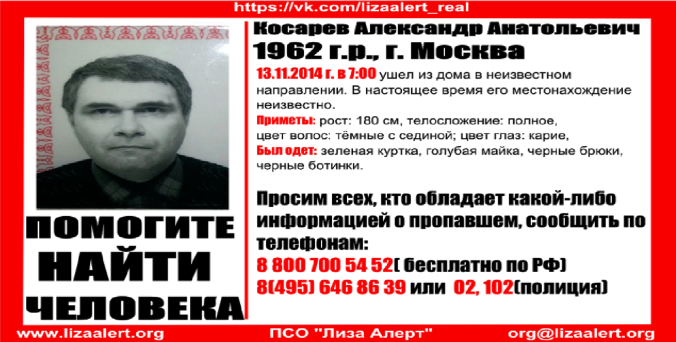 https://vk.com/lizaalert_real
Косарев Александр Анатольевич
1962 г.р., г. Москва
13.11.2014 г. в 7:00 ушел из дома в неизвестном
направлении. В настоящее время его местонахождение
неизвестно.
Приметы: рост: 180 см, телосложение: полное,
цвет волос: тёмные с сединой; цвет глаз: карие,
Был одет: зеленая куртка, голубая майка, черные брюки,
черные ботинки.
ПОМОГИТЕ
НАЙТИ
ЧЕЛОВЕКА
Просим всех, кто обладает какой-либо
информацией о пропавшем, сообщить по
телефонам:
8 800 700 54 52( бесплатно по РФ)
8(495) 646 86 39 или 02, 102(полиция)
www.lizaalert.org
ПСО "Лиза Алерт"
org@lizaalert.org